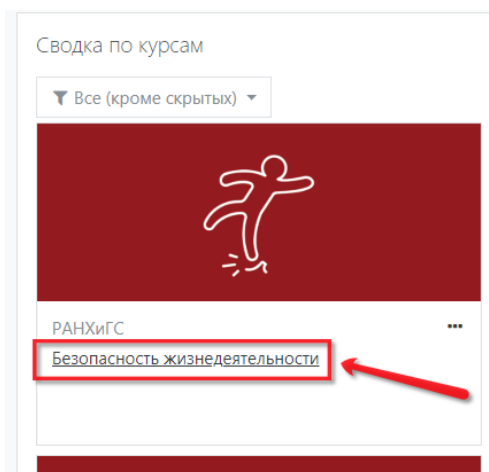 Сводка по курсам
Все (кроме скрытых)
РАНХиГС
Безопасность жизнедеятельности